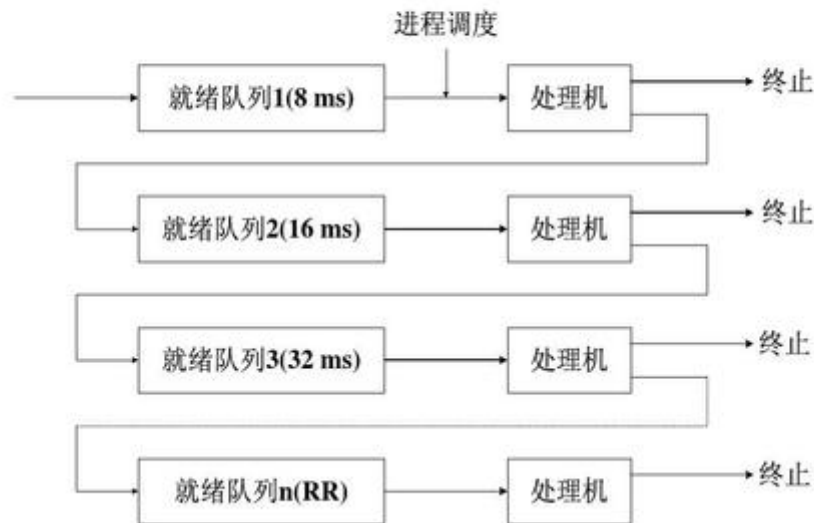 进程调度
就绪队列1(8 ms)
处理机
终止
就绪队列2(16 ms)
处理机
终止
就绪队列3(32 ms)
处理机
终止
就绪队列n(RR)
处理机
终止